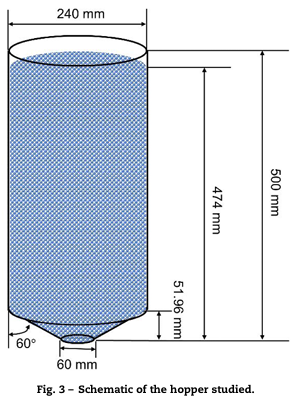 240 mm
500 mm
474 mm
51.96 mm
60°
60 mm
Fig. 3 – Schematic of the hopper studied.